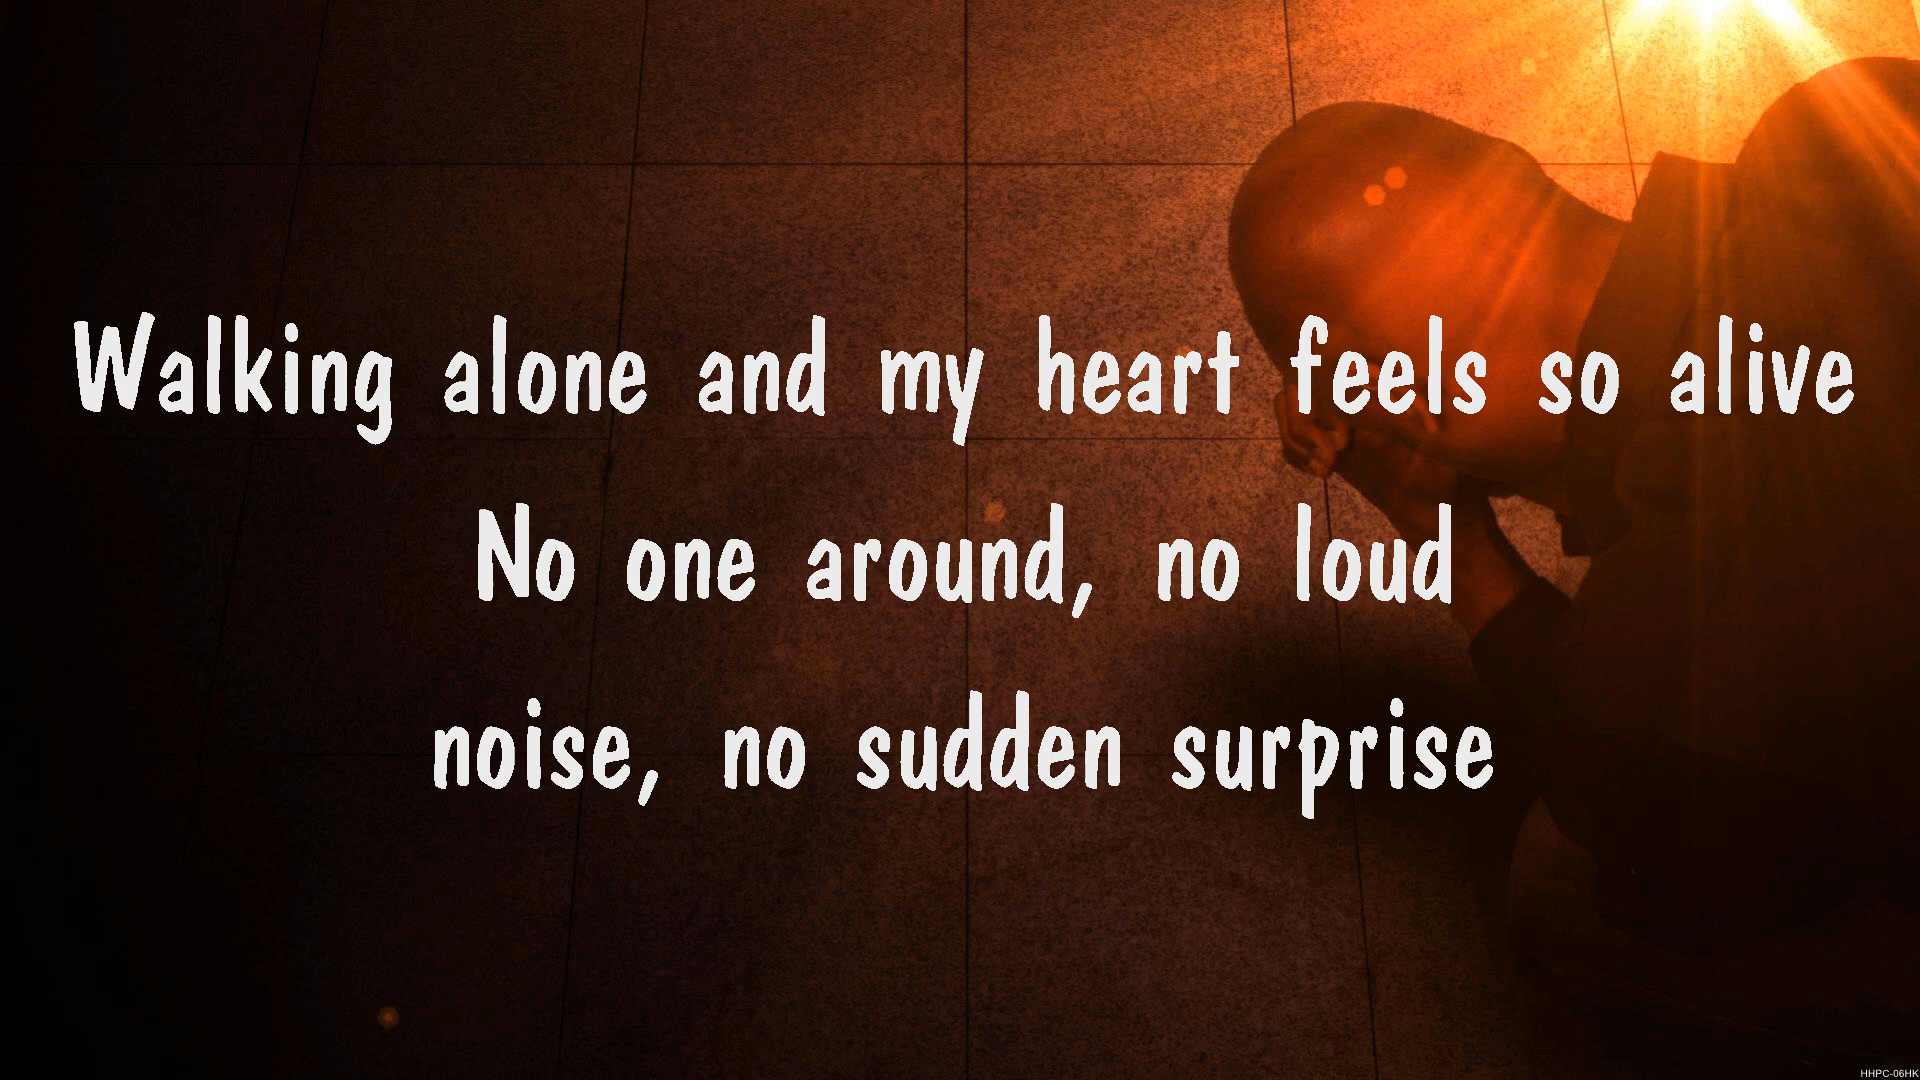 Walking alone and my heart feels so alive
No one around, no loud
noise, no sudden surprise
HHPC-06HK